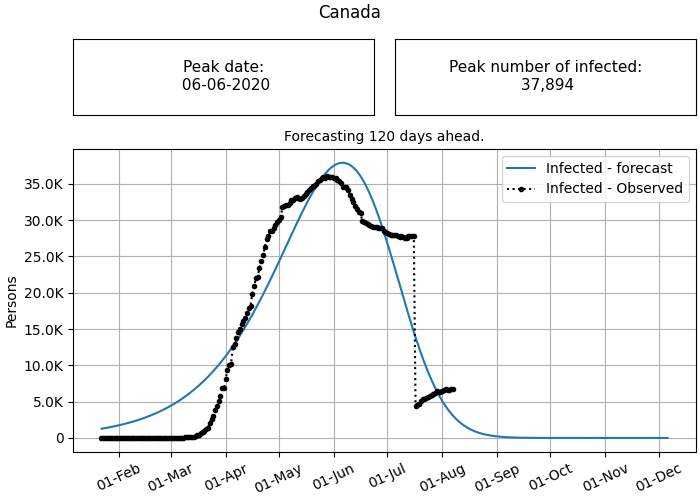 Canada
Peak date:
06-06-2020
Peak number of infected:
37,894
Forecasting 120 days ahead.
Infected - forecast
Infected - Observed
Persons
35.0K
30.0K
25.0K
20.0K
15.0K
10.0K
5.0K
0
01-Feb
01-Mar
01-Apr
01-May
01-Jun
01-Jul
01-Aug
01-Sep
01-Oct
01-Nov
01-Dec